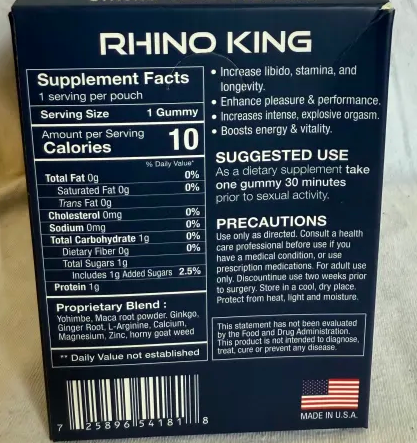 RHINO KING
Supplement Facts
1 serving per pouch
Serving Size 1 Gummy
Amount per Serving
Calories 10
% Daily Value*
Total Fat 0g 0%
Saturated Fat 0g 0%
Trans Fat 0g
Cholesterol 0mg 0%
Sodium 0mg 0%
Total Carbohydrate 1g 0%
Dietary Fiber 0g 0%
Total Sugars 1g
Includes 1g Added Sugars 2.5%
Protein 1g
Proprietary Blend :
Yohimbe, Maca root powder. Ginkgo,
Ginger Root, L-Arginine, Calcium,
Magnesium, Zinc, horny goat weed
** Daily Value not established
7 25896 54181 8
• Increase libido, stamina, and
longevity.
• Enhance pleasure & performance.
• Increases intense, explosive orgasm.
• Boosts energy & vitality.
SUGGESTED USE
As a dietary supplement take
one gummy 30 minutes
prior to sexual activity.
PRECAUTIONS
Use only as directed. Consult a health
care professional before use if you
have a medical condition, or use
prescription medications. For adult use
only. Discontinue use two weeks prior
to surgery. Store in a cool, dry place.
Protect from heat, light and moisture.
This statement has not been evaluated
by the Food and Drug Administration.
This product is not intended to diagnose,
treat, cure or prevent any disease.
MADE IN U.S.A.